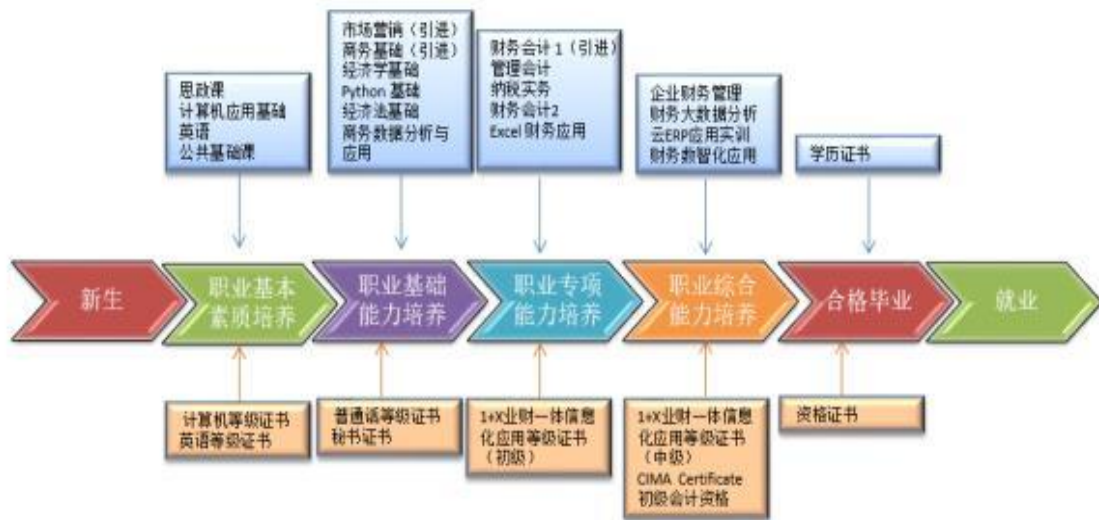 思政课
计算机应用基础
英语
公共基础课
市场营销（引进）
商务基础（引进）
经济学基础
Python 基础
经济法基础
商务数据分析与
应用
财务会计 1（引进）
管理会计
纳税实务
财务会计2
Excel 财务应用
企业财务管理
财务大数据分析
云ERP应用实训
财务数智化应用
学历证书
新生
职业基本
素质培养
职业基础
能力培养
职业专项
能力培养
职业综合
能力培养
合格毕业
就业
计算机等级证书
英语等级证书
普通话等级证书
秘书证书
1+X业财一体信息
化应用等级证书
（初级）
1+X业财一体信息
化应用等级证书
（中级）
CIMA Certificate
初级会计资格
资格证书